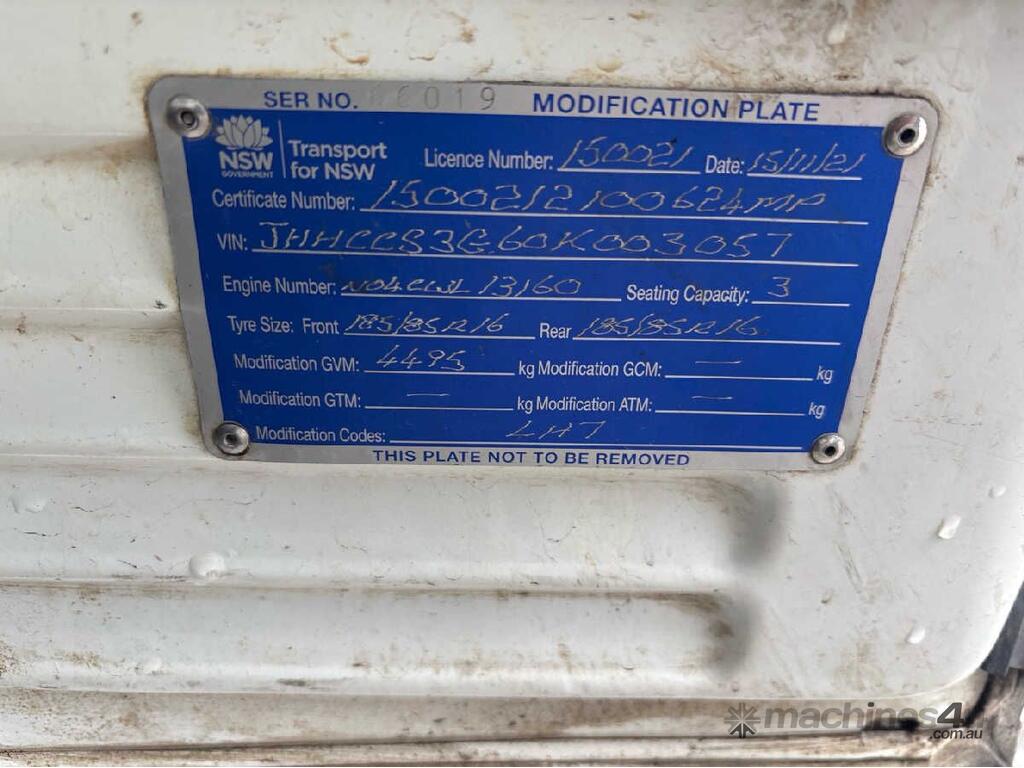 SER NO. 6019 MODIFICATION PLATE
NSW GOVERNMENT Transport for NSW Licence Number: 150021 Date: 15/11/21
Certificate Number: 1500212100624MP
VIN: JHHCCS3G60K003057
Engine Number: 13160 Seating Capacity: 3
Tyre Size: Front 185/85R16 Rear 185/85R16
Modification GVM: 4495 kg Modification GCM: — kg
Modification GTM: — kg Modification ATM: — kg
Modification Codes: LH7
THIS PLATE NOT TO BE REMOVED
machines4u.com.au